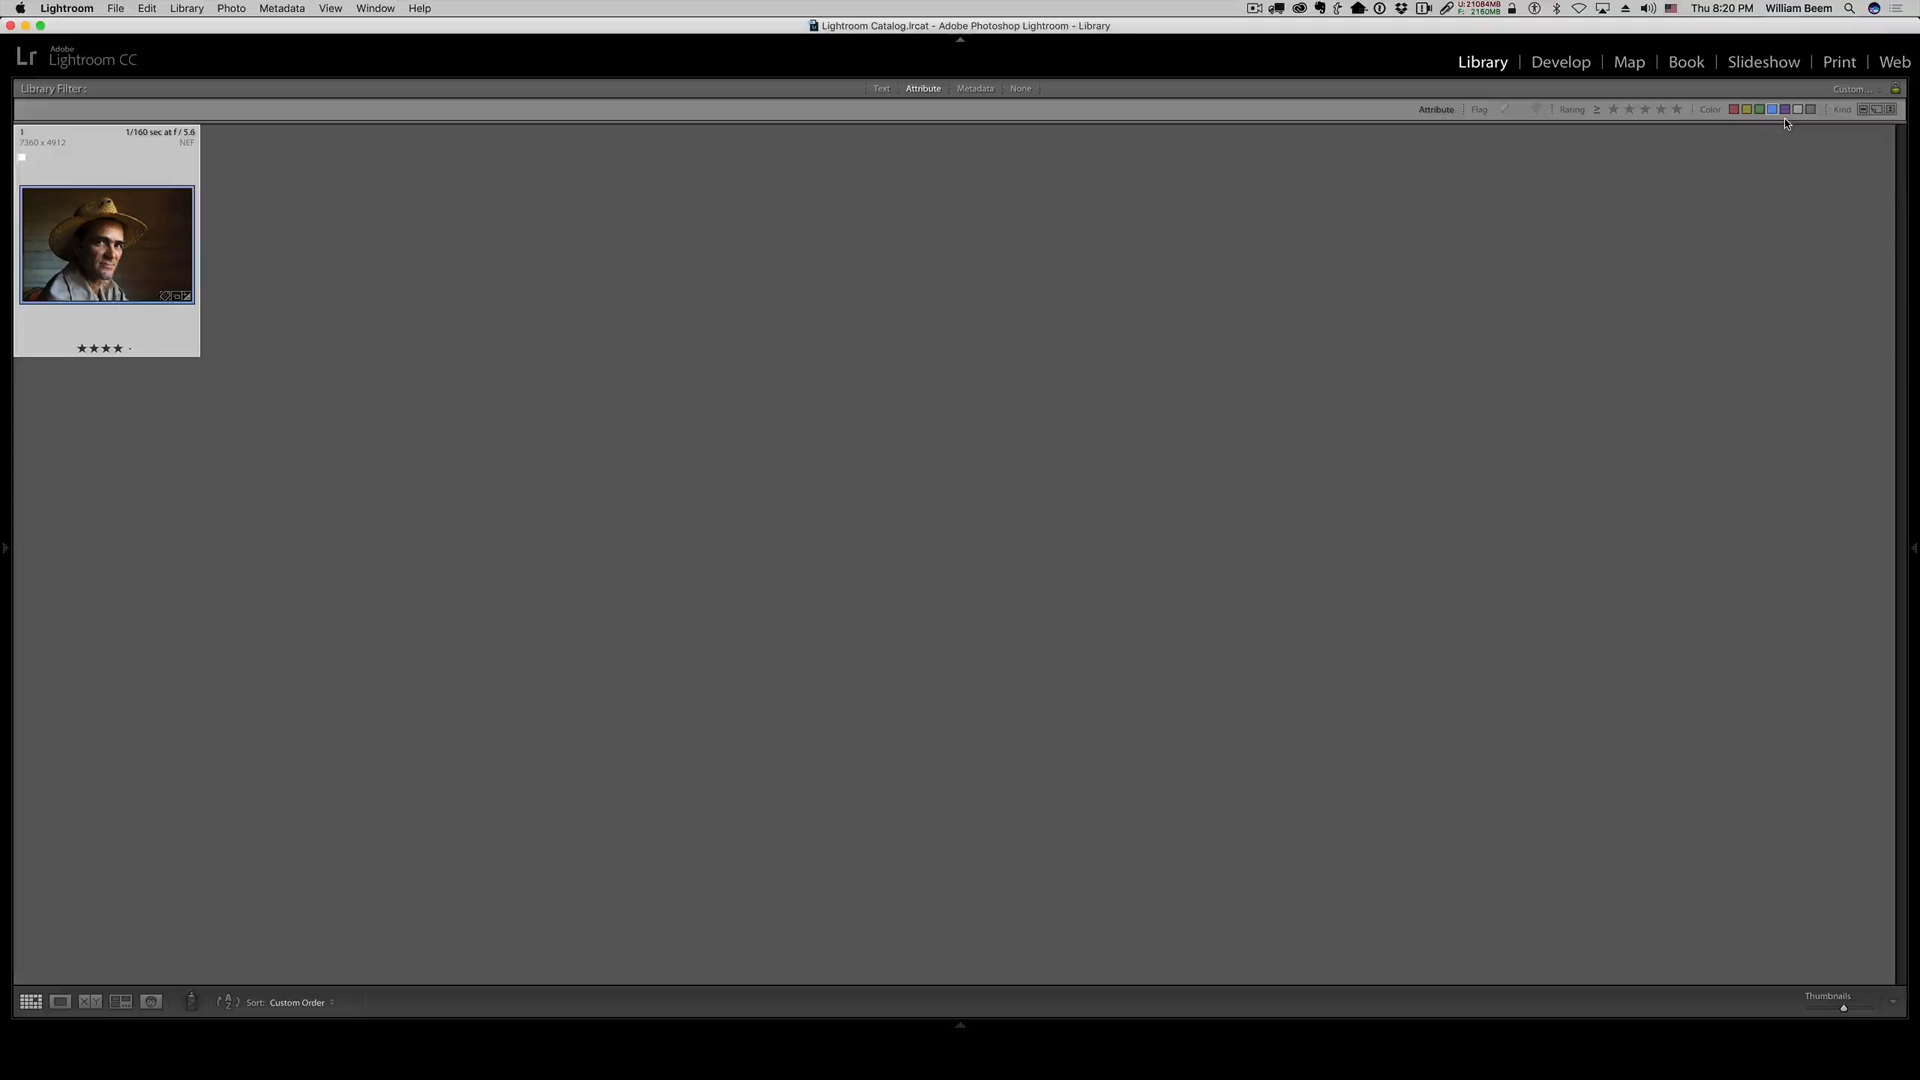 Lightroom File Edit Library Photo Metadata View Window Help U:21084MB F: 2160MB Thu 8:20 PM William Beem
Lightroom Catalog.lrcat - Adobe Photoshop Lightroom - Library
Lr Adobe Lightroom CC
Library | Develop | Map | Book | Slideshow | Print | Web
Library Filter : Text Attribute Metadata None Custom...
Attribute Flag Rating ≥ ★ ★ ★ ★ ★ Color Kind
1 1/160 sec at f / 5.6
7360 x 4912 NEF
★★★★ ·
X Y Sort: Custom Order Thumbnails